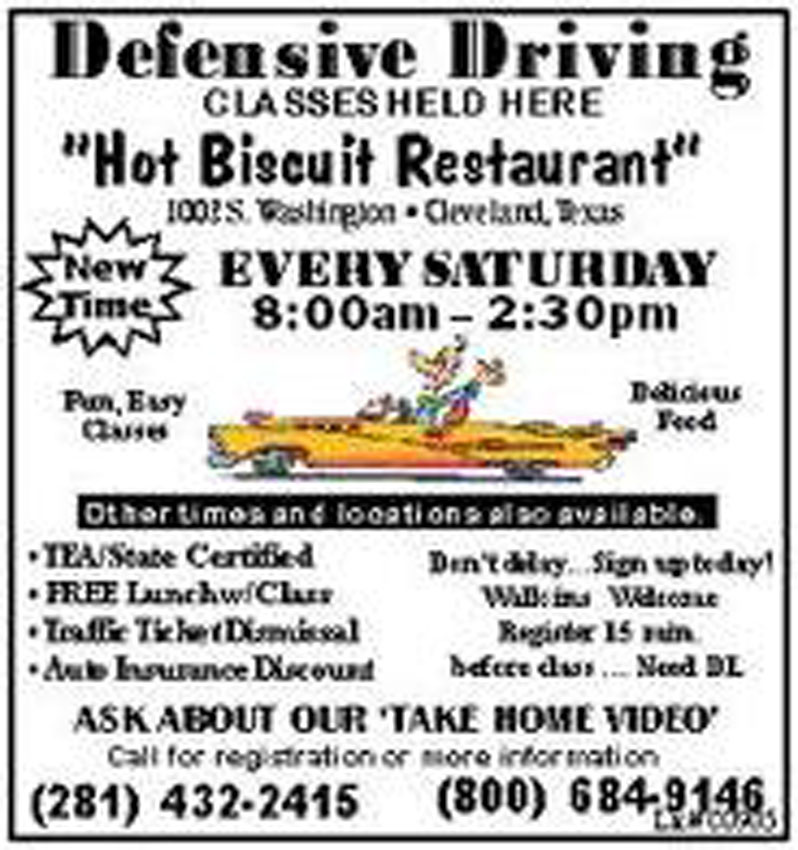 Defensive Driving
CLASSES HELD HERE
"Hot Biscuit Restaurant"
1002 S. Washington • Cleveland, Texas
New
Time
EVERY SATURDAY
8:00am – 2:30pm
Fun, Easy
Classes
Delicious
Food
Other times and locations also available.
• TEA/State Certified
• FREE Lunch w/Class
• Traffic Ticket Dismissal
• Auto Insurance Discount
Don't delay...Sign up today!
Walk-ins Welcome
Register 15 min.
before class ... Need DL
ASK ABOUT OUR 'TAKE HOME VIDEO'
Call for registration or more information
(281) 432-2415
(800) 684-9146